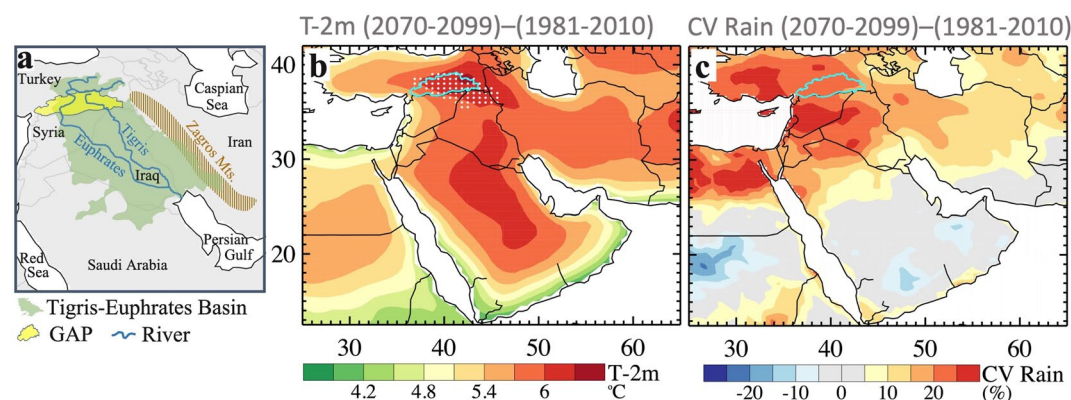 T-2m (2070-2099)–(1981-2010)
CV Rain (2070-2099)–(1981-2010)
a
Turkey
Caspian
Sea
Syria
Tigris
Euphrates
Zagros Mts.
Iran
Iraq
Persian
Gulf
Red
Sea
Saudi Arabia
Tigris-Euphrates Basin
GAP
River
b
40
30
20
30
40
50
60
T-2m
4.2
4.8
5.4
6
°C
c
30
40
50
60
CV Rain
-20
-10
0
10
20
(%)